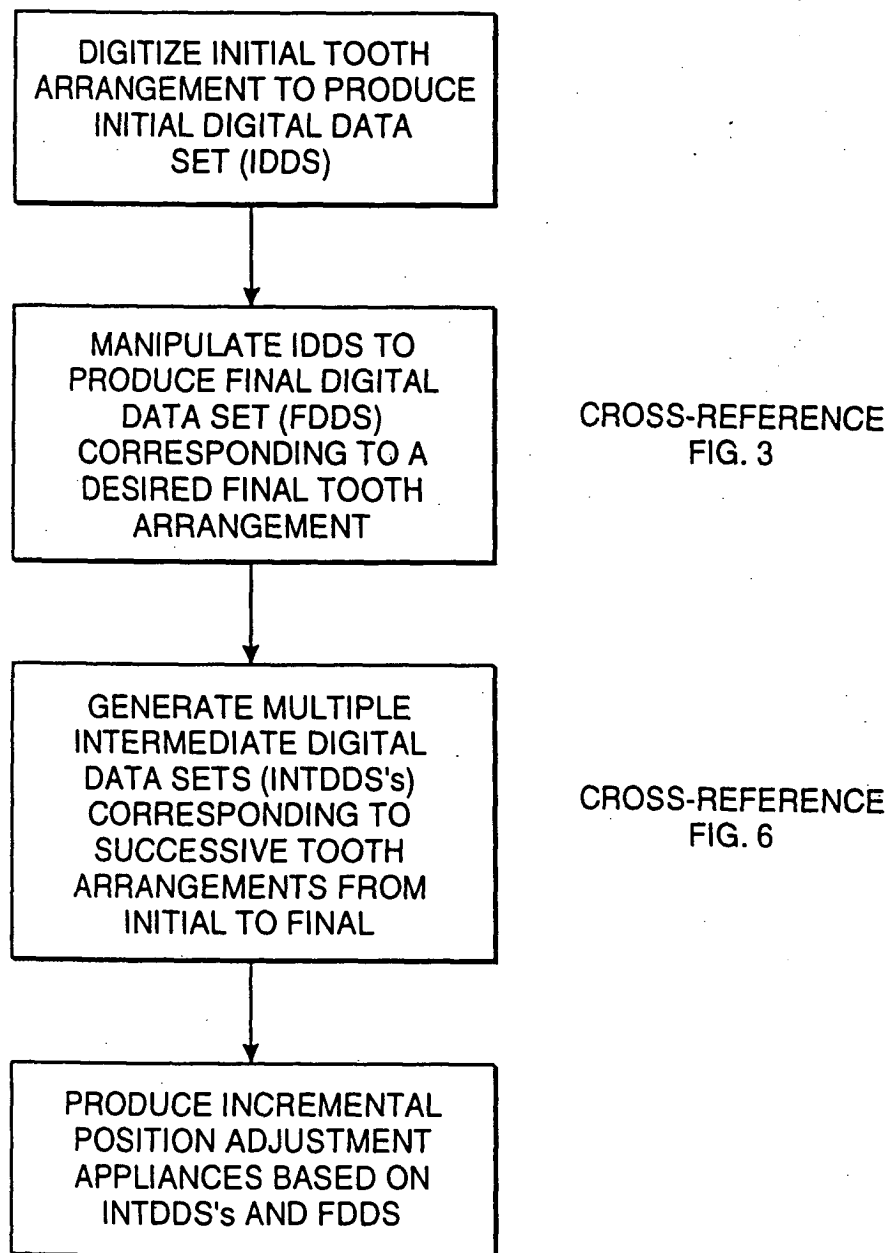 DIGITIZE INITIAL TOOTH
ARRANGEMENT TO PRODUCE
INITIAL DIGITAL DATA
SET (IDDS)
MANIPULATE IDDS TO
PRODUCE FINAL DIGITAL
DATA SET (FDDS)
CORRESPONDING TO A
DESIRED FINAL TOOTH
ARRANGEMENT
CROSS-REFERENCE
FIG. 3
GENERATE MULTIPLE
INTERMEDIATE DIGITAL
DATA SETS (INTDDS's)
CORRESPONDING TO
SUCCESSIVE TOOTH
ARRANGEMENTS FROM
INITIAL TO FINAL
CROSS-REFERENCE
FIG. 6
PRODUCE INCREMENTAL
POSITION ADJUSTMENT
APPLIANCES BASED ON
INTDDS's AND FDDS